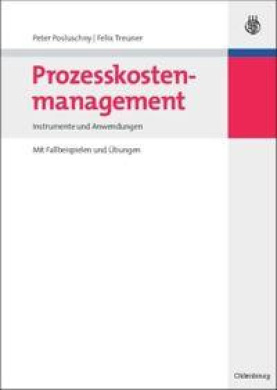 Peter Posluschny/Felix Treuner
Prozesskosten-
management
Instrumente und Anwendungen
Mit Fallbeispielen und Übungen
Oldenbourg